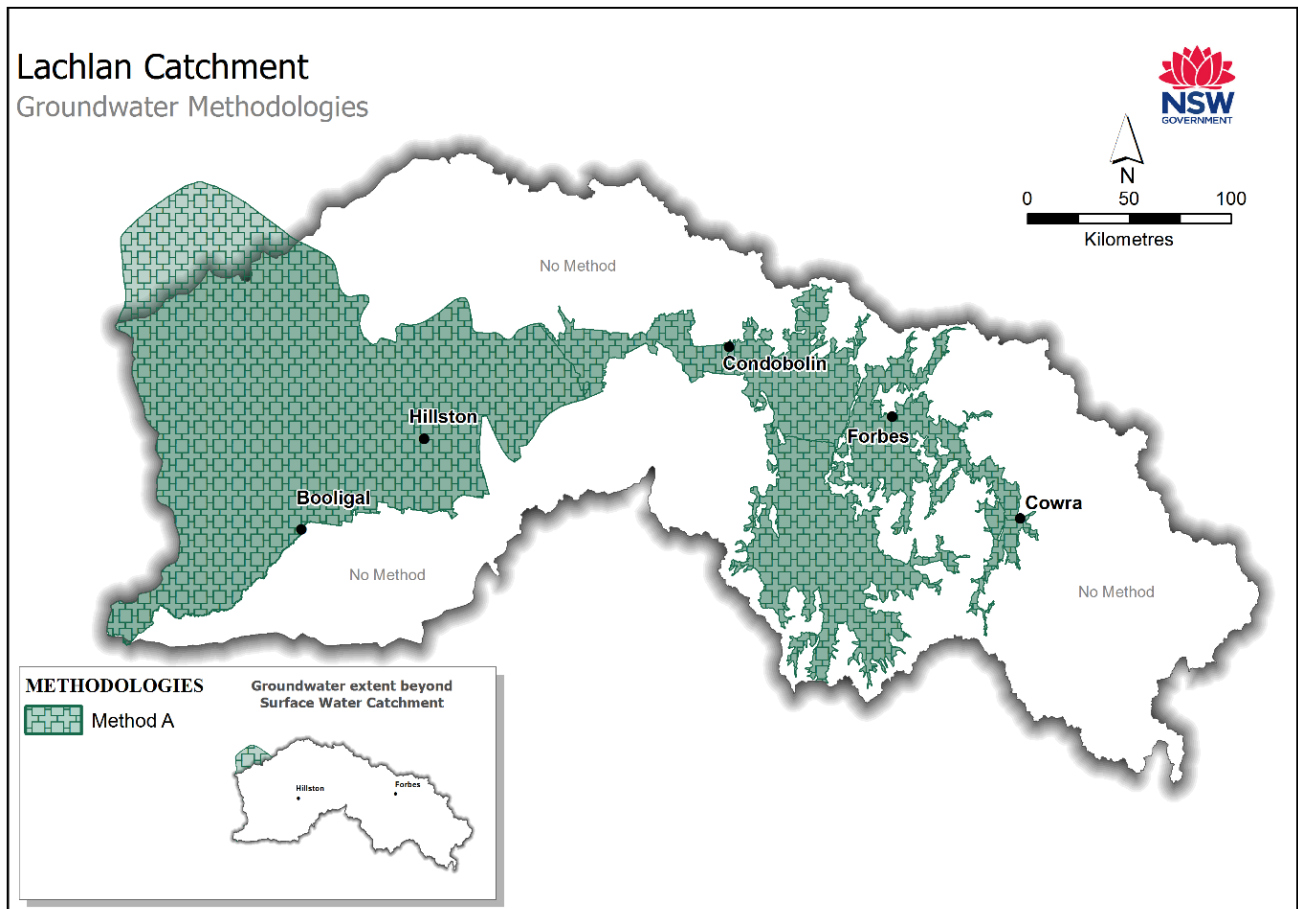 Lachlan Catchment
Groundwater Methodologies
NSW
GOVERNMENT
N
0 50 100
Kilometres
No Method
Condobolin
Hillston
Forbes
Booligal
Cowra
No Method
No Method
METHODOLOGIES
Method A
Groundwater extent beyond
Surface Water Catchment
Hillston
Forbes